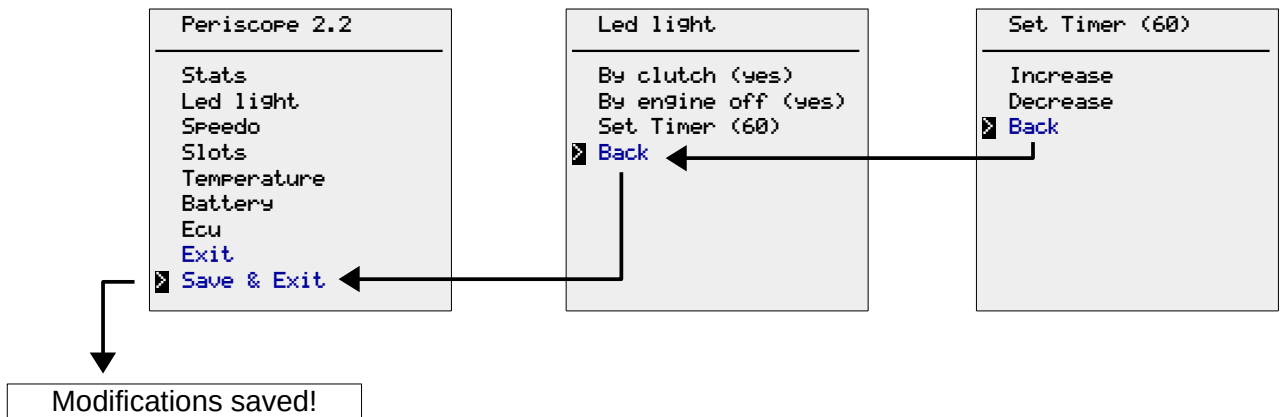 Periscope 2.2
Stats
Led light
Speedo
Slots
Temperature
Battery
Ecu
Exit
> Save & Exit
Led light
By clutch (yes)
By engine off (yes)
Set Timer (60)
> Back
Set Timer (60)
Increase
Decrease
> Back
Modifications saved!